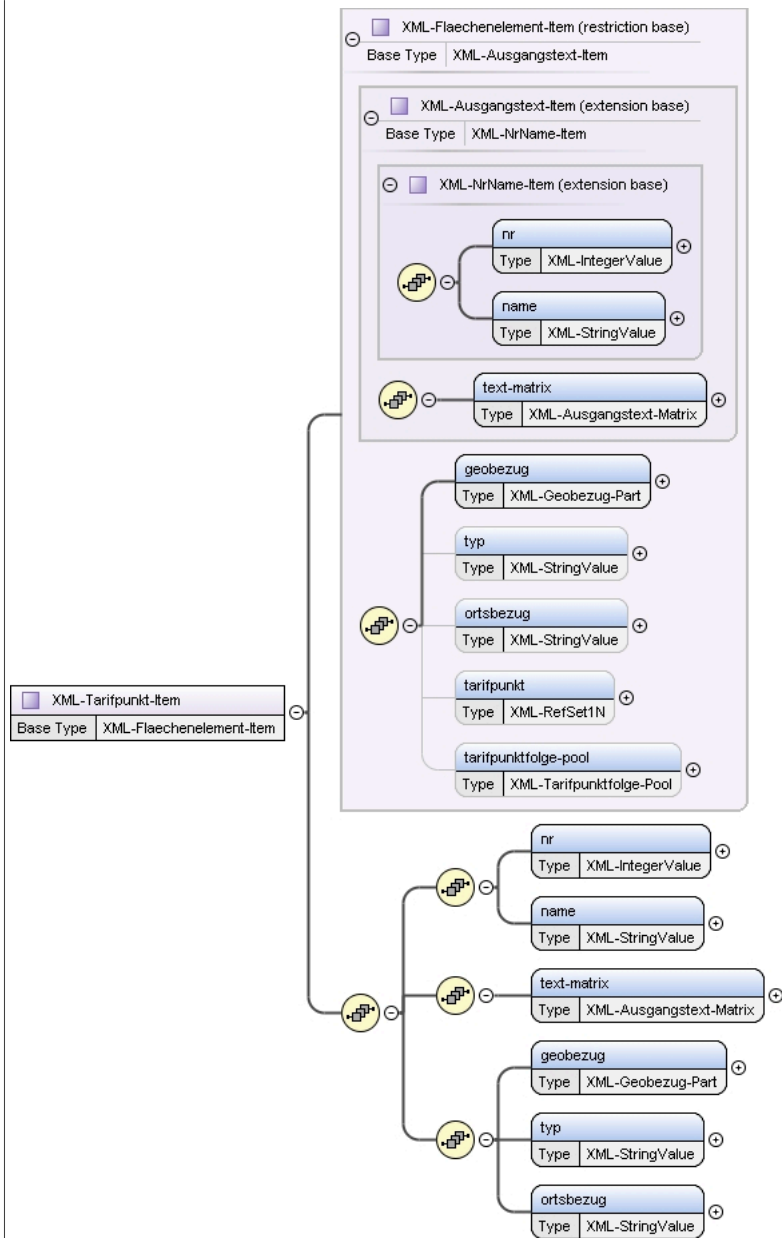 XML-Flaechenelement-Item (restriction base)
Base Type XML-Ausgangstext-Item
XML-Ausgangstext-Item (extension base)
Base Type XML-NrName-Item
XML-NrName-Item (extension base)
nr
Type XML-IntegerValue
name
Type XML-StringValue
text-matrix
Type XML-Ausgangstext-Matrix
geobezug
Type XML-Geobezug-Part
typ
Type XML-StringValue
ortsbezug
Type XML-StringValue
tarifpunkt
Type XML-RefSet1N
tarifpunktfolge-pool
Type XML-Tarifpunktfolge-Pool
XML-Tarifpunkt-Item
Base Type XML-Flaechenelement-Item
nr
Type XML-IntegerValue
name
Type XML-StringValue
text-matrix
Type XML-Ausgangstext-Matrix
geobezug
Type XML-Geobezug-Part
typ
Type XML-StringValue
ortsbezug
Type XML-StringValue